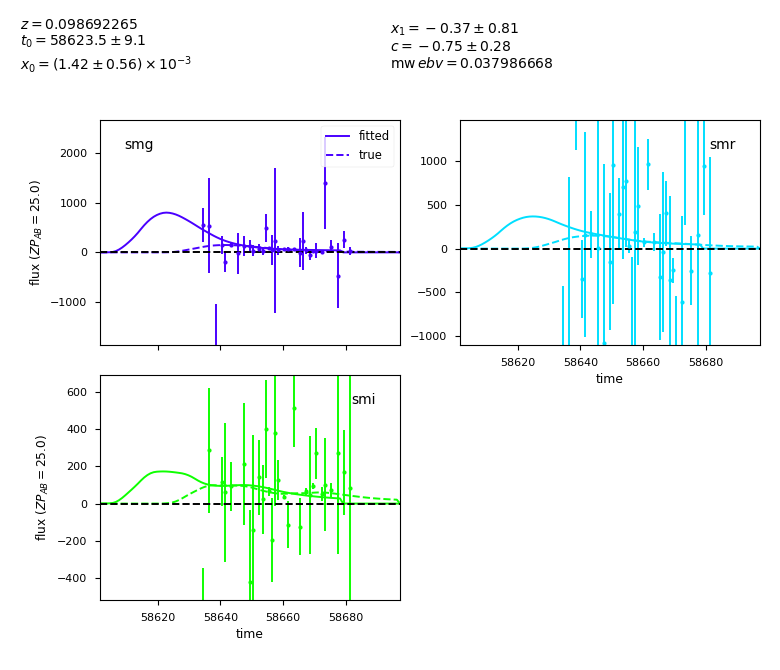 z = 0.098692265
t₀ = 58623.5 ± 9.1
x₀ = (1.42 ± 0.56) × 10⁻³
x₁ = −0.37 ± 0.81
c = −0.75 ± 0.28
mw ebv = 0.037986668
smg
fitted
true
2000
1000
0
−1000
flux (ZP_AB = 25.0)
smr
1000
500
0
−500
−1000
58620 58640 58660 58680
time
smi
600
400
200
0
−200
−400
flux (ZP_AB = 25.0)
58620 58640 58660 58680
time